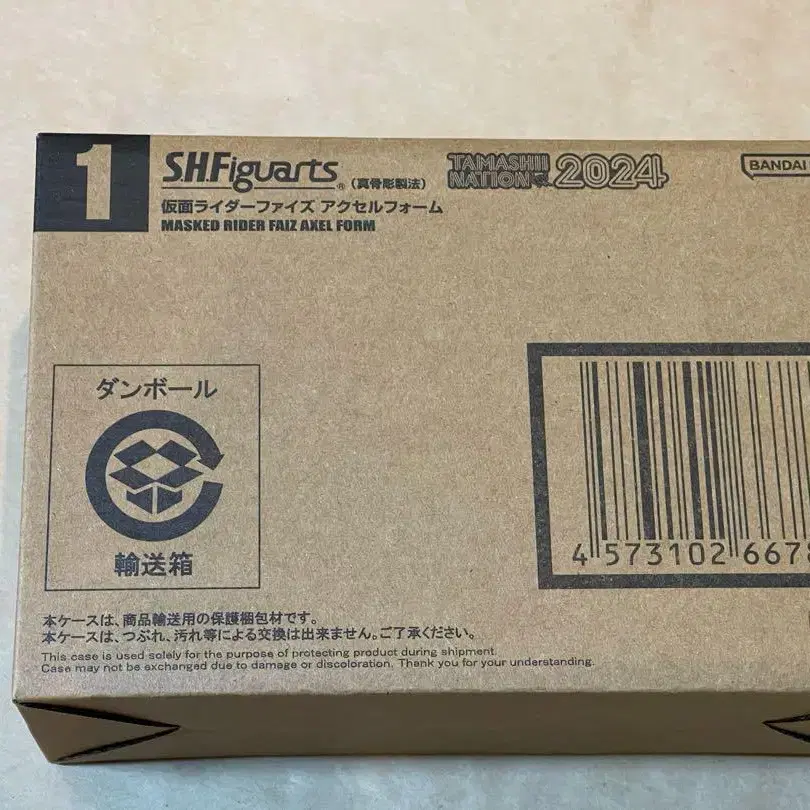 1
S.H.Figuarts® (真骨彫製法)
TAMASHII NATION 2024
BANDAI
仮面ライダーファイズ アクセルフォーム
MASKED RIDER FAIZ AXEL FORM
ダンボール
輸送箱
4 573102 667
本ケースは、商品輸送用の保護梱包材です。
本ケースは、つぶれ、汚れ等による交換は出来ません。ご了承ください。
This case is used solely for the purpose of protecting product during shipment.
Case may not be exchanged due to damage or discoloration. Thank you for your understanding.